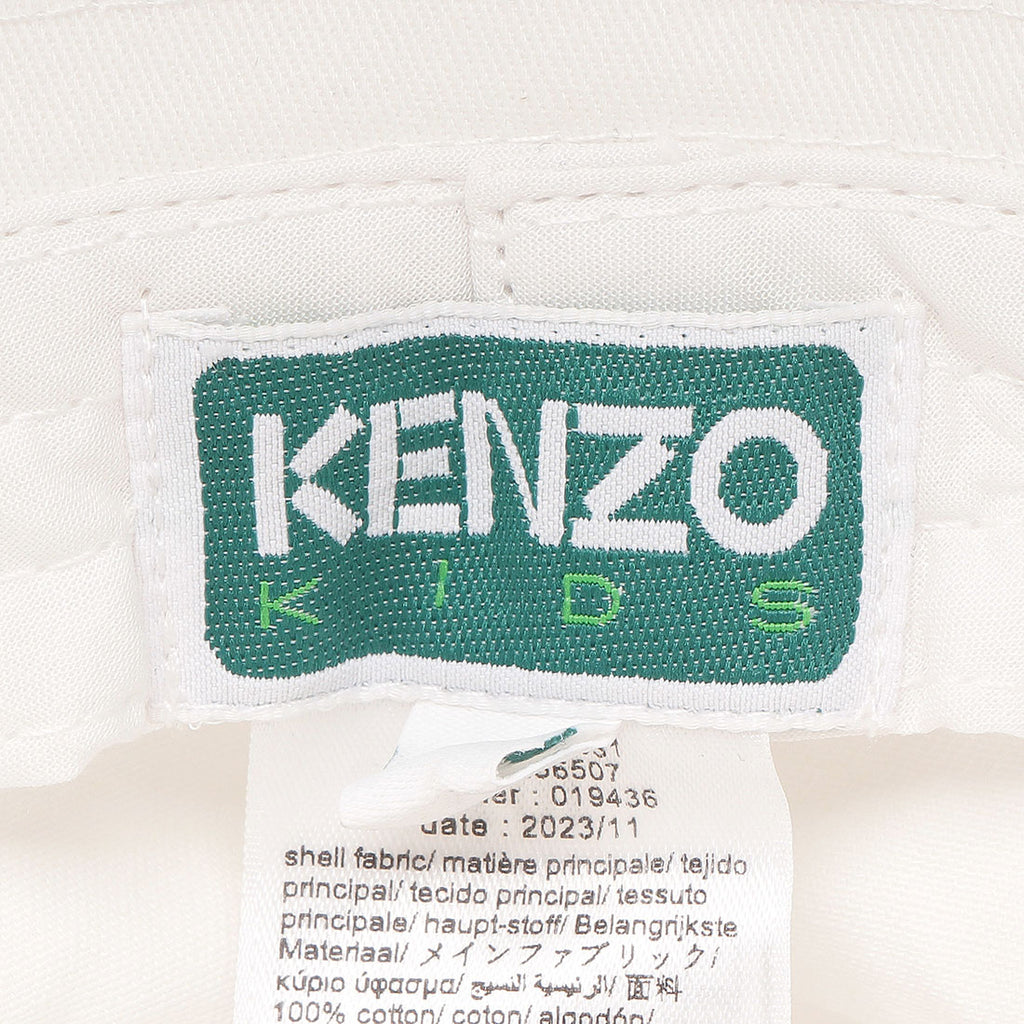 KENZO
KIDS
: 019436
date : 2023/11
shell fabric/ matière principale/ tejido
principal/ tecido principal/ tessuto
principale/ haupt-stoff/ Belangrijkste
Materiaal/ メインファブリック/
κύριο ύφασμα/ النسيج الرئيسية/ 面料
100% cotton/ coton/ algodón/